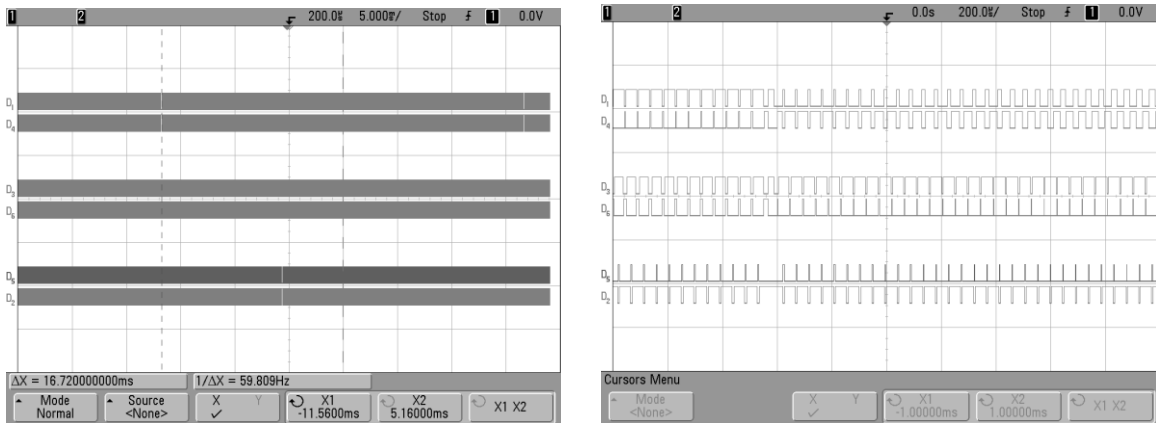 1 2 200.0% 5.000%/ Stop 1 0.0V
D1
D4
D3
D6
D5
D2
ΔX = 16.720000000ms 1/ΔX = 59.809Hz
Mode Normal Source <None> X Y X1 -11.5600ms X2 5.16000ms X1 X2
1 2 0.0s 200.0%/ Stop 1 0.0V
D1
D4
D3
D6
D5
D2
Cursors Menu
Mode <None> X Y X1 -1.00000ms X2 1.00000ms X1 X2